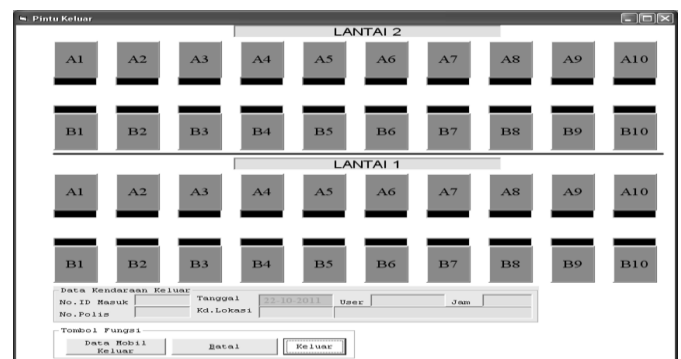 Pintu Keluar
LANTAI 2
A1 A2 A3 A4 A5 A6 A7 A8 A9 A10
B1 B2 B3 B4 B5 B6 B7 B8 B9 B10
LANTAI 1
A1 A2 A3 A4 A5 A6 A7 A8 A9 A10
B1 B2 B3 B4 B5 B6 B7 B8 B9 B10
Data Kendaraan Keluar
No.ID Masuk Tanggal 22-10-2011 User Jam
No.Polis Kd.Lokasi
Tombol Fungsi
Data Mobil Keluar Batal Keluar